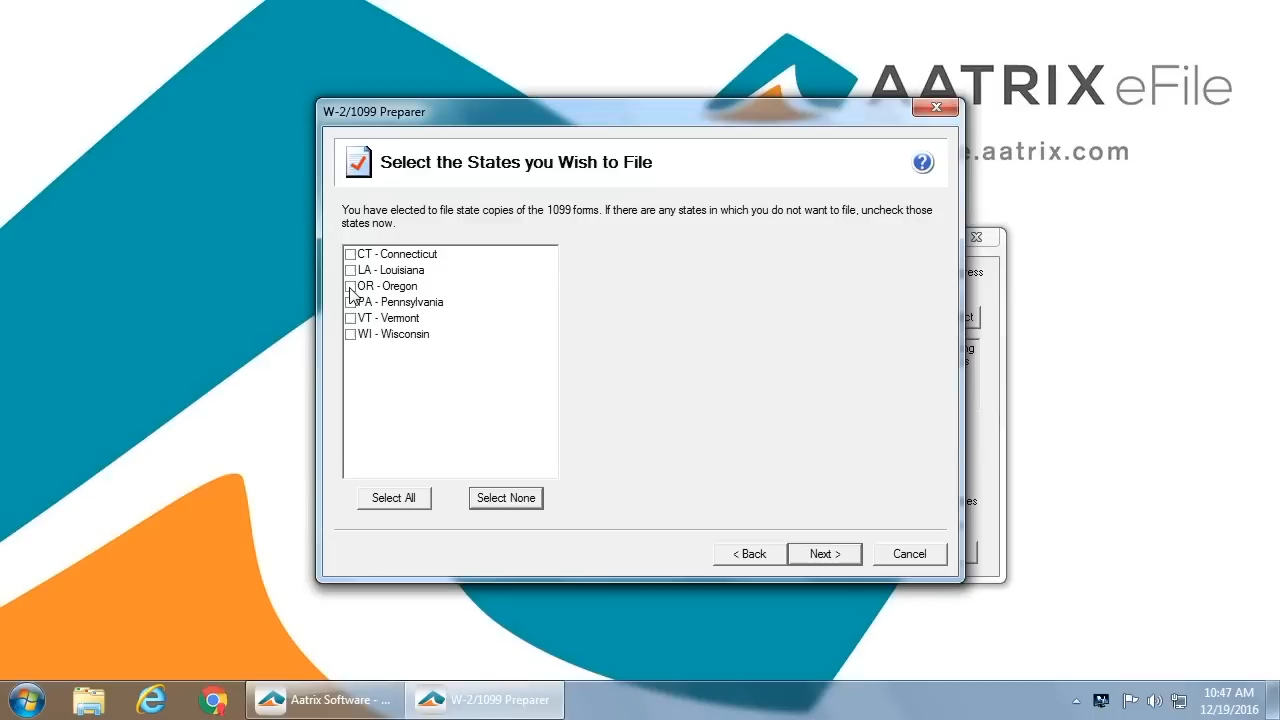 AATRIX eFile
e.aatrix.com
W-2/1099 Preparer
Select the States you Wish to File
You have elected to file state copies of the 1099 forms. If there are any states in which you do not want to file, uncheck those
states now.
CT - Connecticut
LA - Louisiana
OR - Oregon
PA - Pennsylvania
VT - Vermont
WI - Wisconsin
Select All
Select None
< Back
Next >
Cancel
Aatrix Software - ...
W-2/1099 Preparer
10:47 AM
12/19/2016